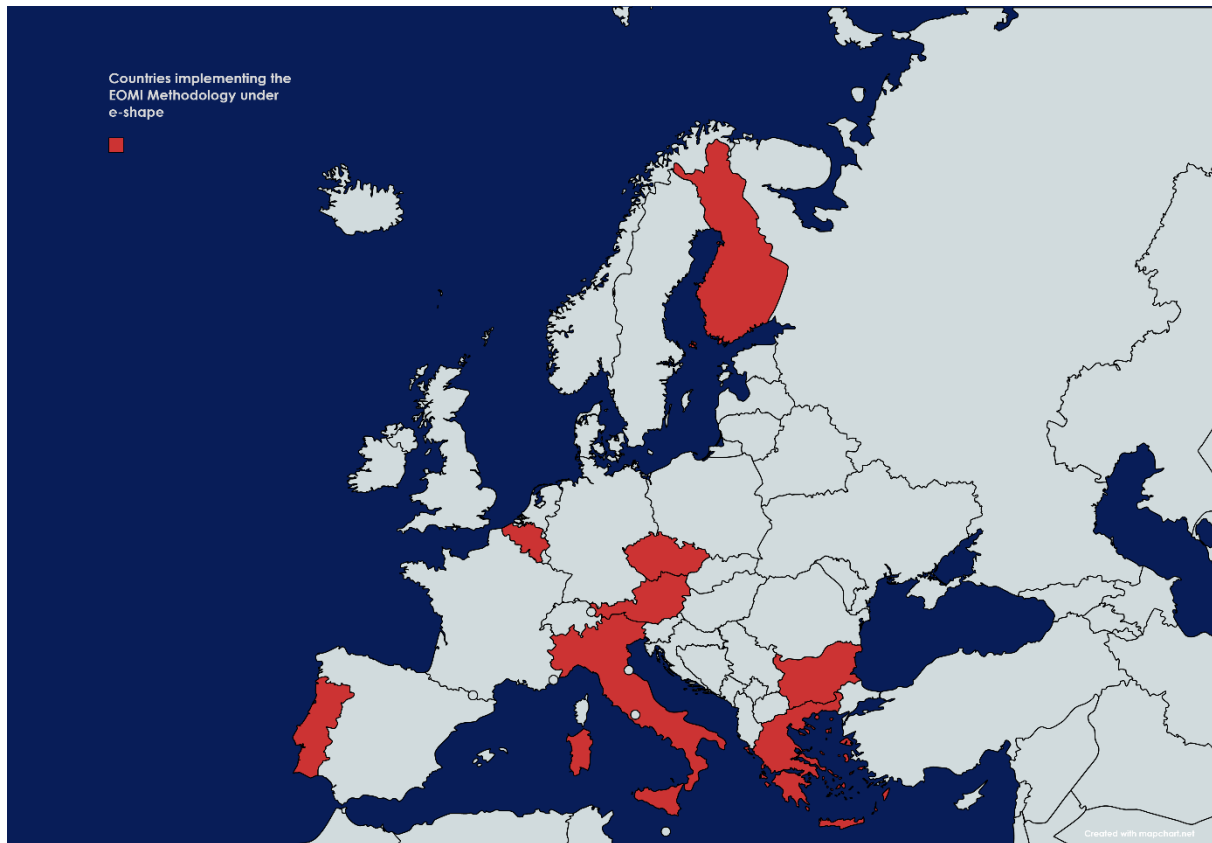 Countries implementing the
EOMI Methodology under
e-shape
Created with mapchart.net